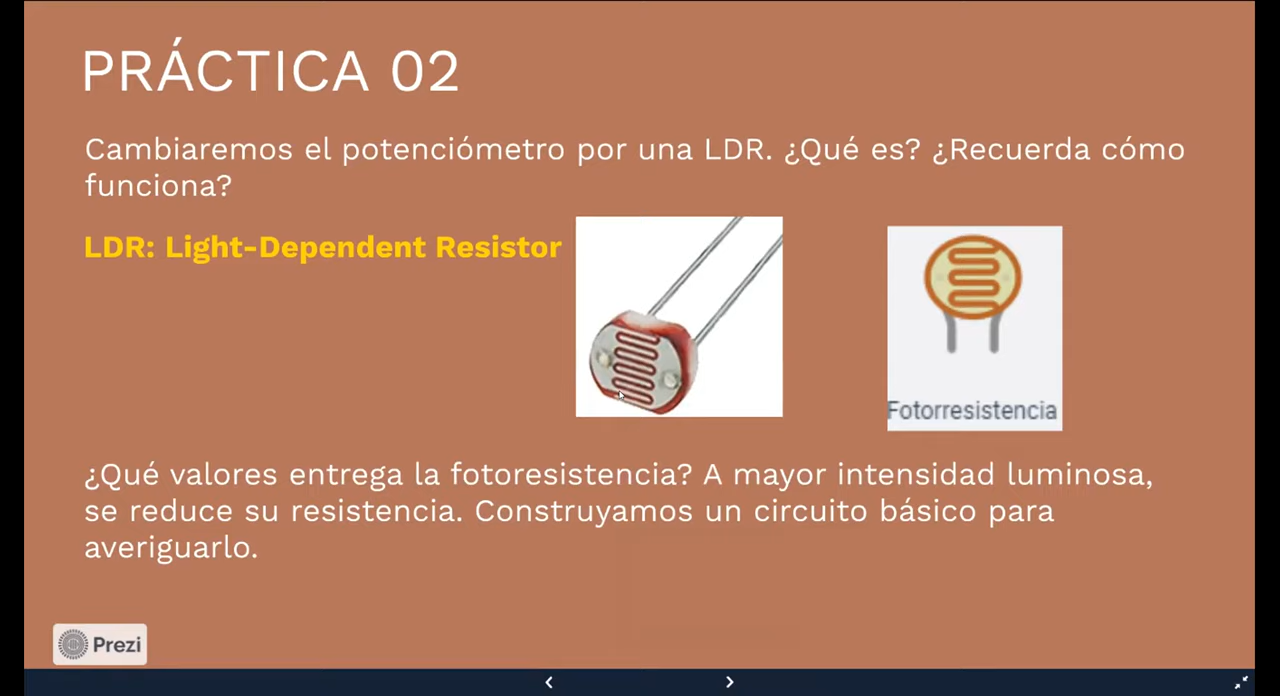 PRÁCTICA 02
Cambiaremos el potenciómetro por una LDR. ¿Qué es? ¿Recuerda cómo
funciona?
LDR: Light-Dependent Resistor
Fotorresistencia
¿Qué valores entrega la fotoresistencia? A mayor intensidad luminosa,
se reduce su resistencia. Construyamos un circuito básico para
averiguarlo.
Prezi